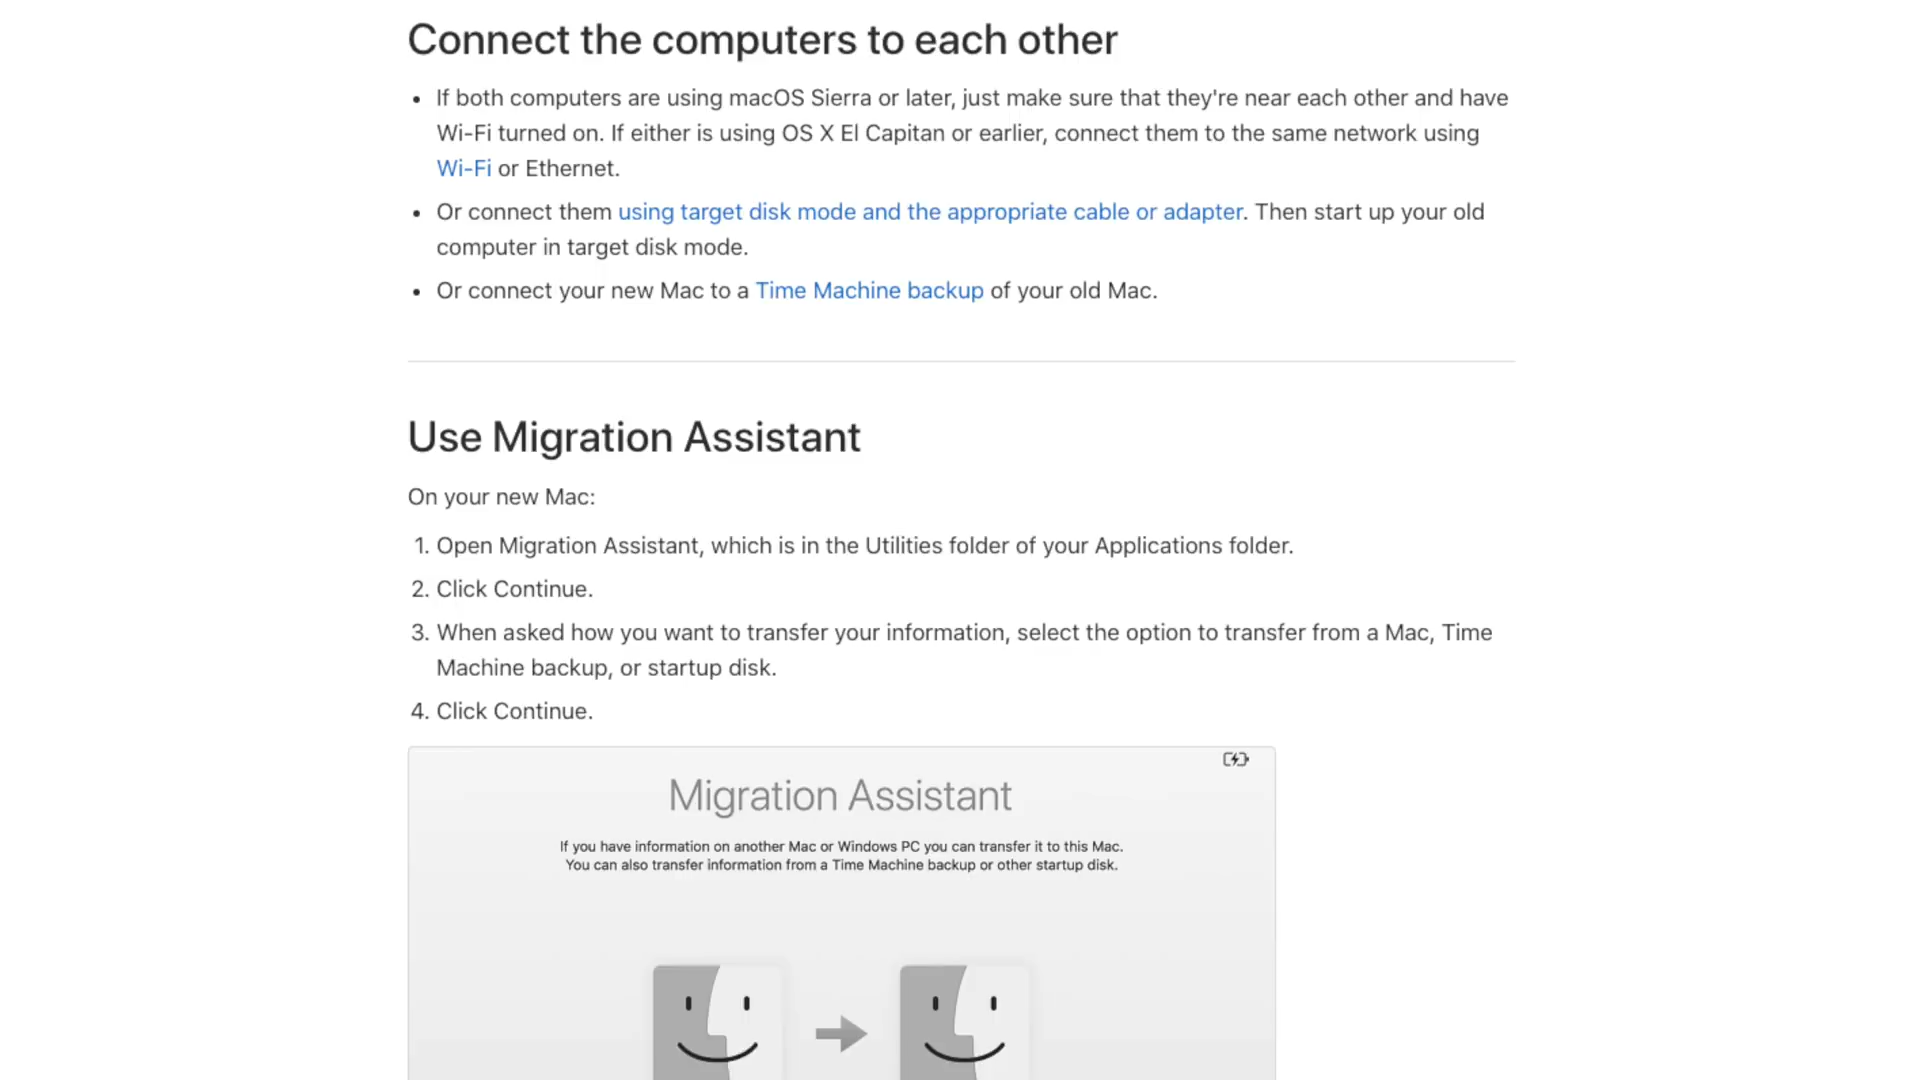 Connect the computers to each other
• If both computers are using macOS Sierra or later, just make sure that they're near each other and have
Wi-Fi turned on. If either is using OS X El Capitan or earlier, connect them to the same network using
Wi-Fi or Ethernet.
• Or connect them using target disk mode and the appropriate cable or adapter. Then start up your old
computer in target disk mode.
• Or connect your new Mac to a Time Machine backup of your old Mac.
Use Migration Assistant
On your new Mac:
1. Open Migration Assistant, which is in the Utilities folder of your Applications folder.
2. Click Continue.
3. When asked how you want to transfer your information, select the option to transfer from a Mac, Time
Machine backup, or startup disk.
4. Click Continue.
Migration Assistant
If you have information on another Mac or Windows PC you can transfer it to this Mac.
You can also transfer information from a Time Machine backup or other startup disk.